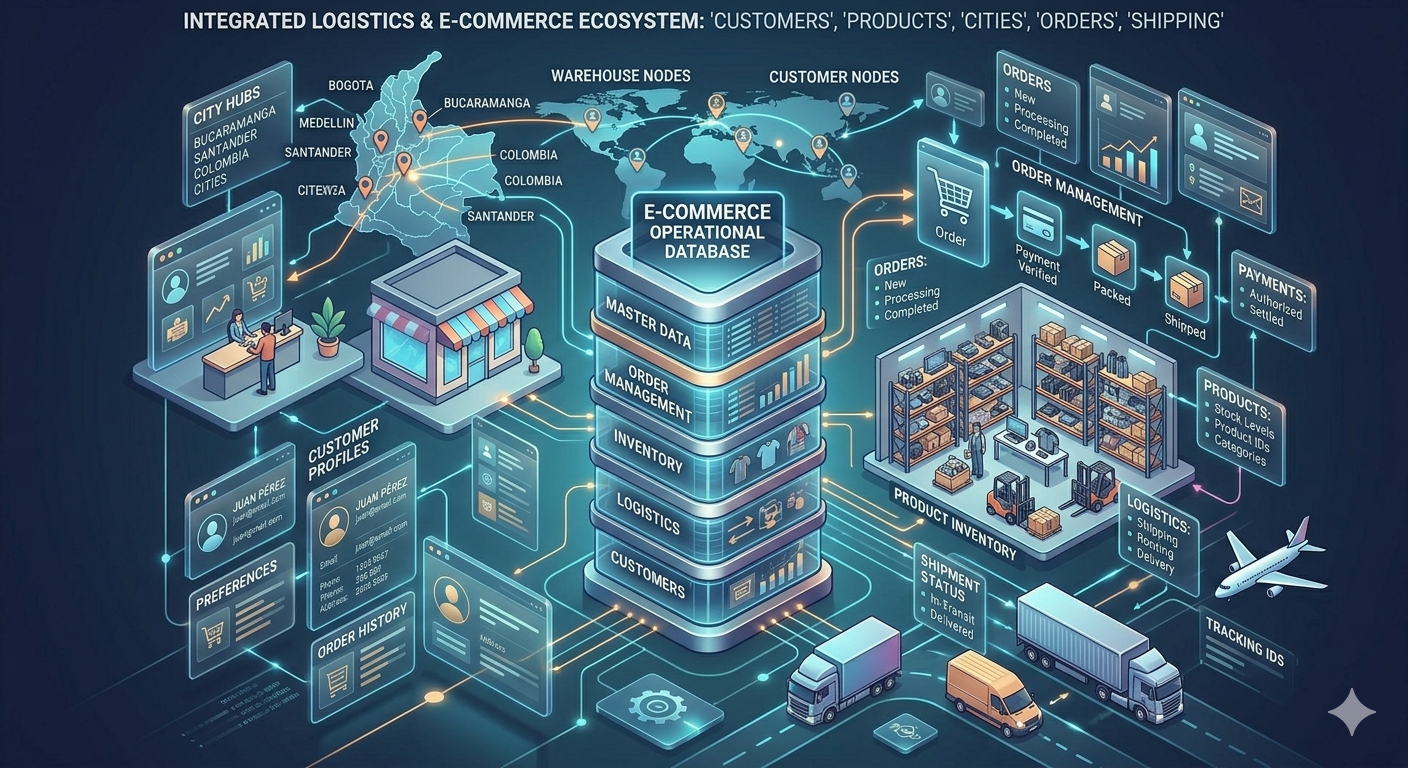 INTEGRATED LOGISTICS & E-COMMERCE ECOSYSTEM: 'CUSTOMERS', 'PRODUCTS', 'CITIES', 'ORDERS', 'SHIPPING'
CITY HUBS
BUCARAMANGA
SANTANDER
COLOMBIA
CITIES
BOGOTA
MEDELLIN
SANTANDER
BUCARAMANGA
COLOMBIA
COLOMBIA
SANTANDER
WAREHOUSE NODES
CUSTOMER NODES
E-COMMERCE
OPERATIONAL
DATABASE
MASTER DATA
ORDER
MANAGEMENT
INVENTORY
LOGISTICS
CUSTOMERS
ORDERS
New
Processing
Completed
ORDER MANAGEMENT
Order
Payment
Verified
Packed
Shipped
ORDERS:
New
Processing
Completed
PAYMENTS:
Authorized
Settled
PRODUCTS:
Stock Levels
Product IDs
Categories
PRODUCT INVENTORY
LOGISTICS:
Shipping
Delivery
SHIPMENT
STATUS
In-Transit
Delivered
TRACKING IDS
CUSTOMER
PROFILES
JUAN PÉREZ
JUAN PÉREZ
Email
PREFERENCES
ORDER HISTORY